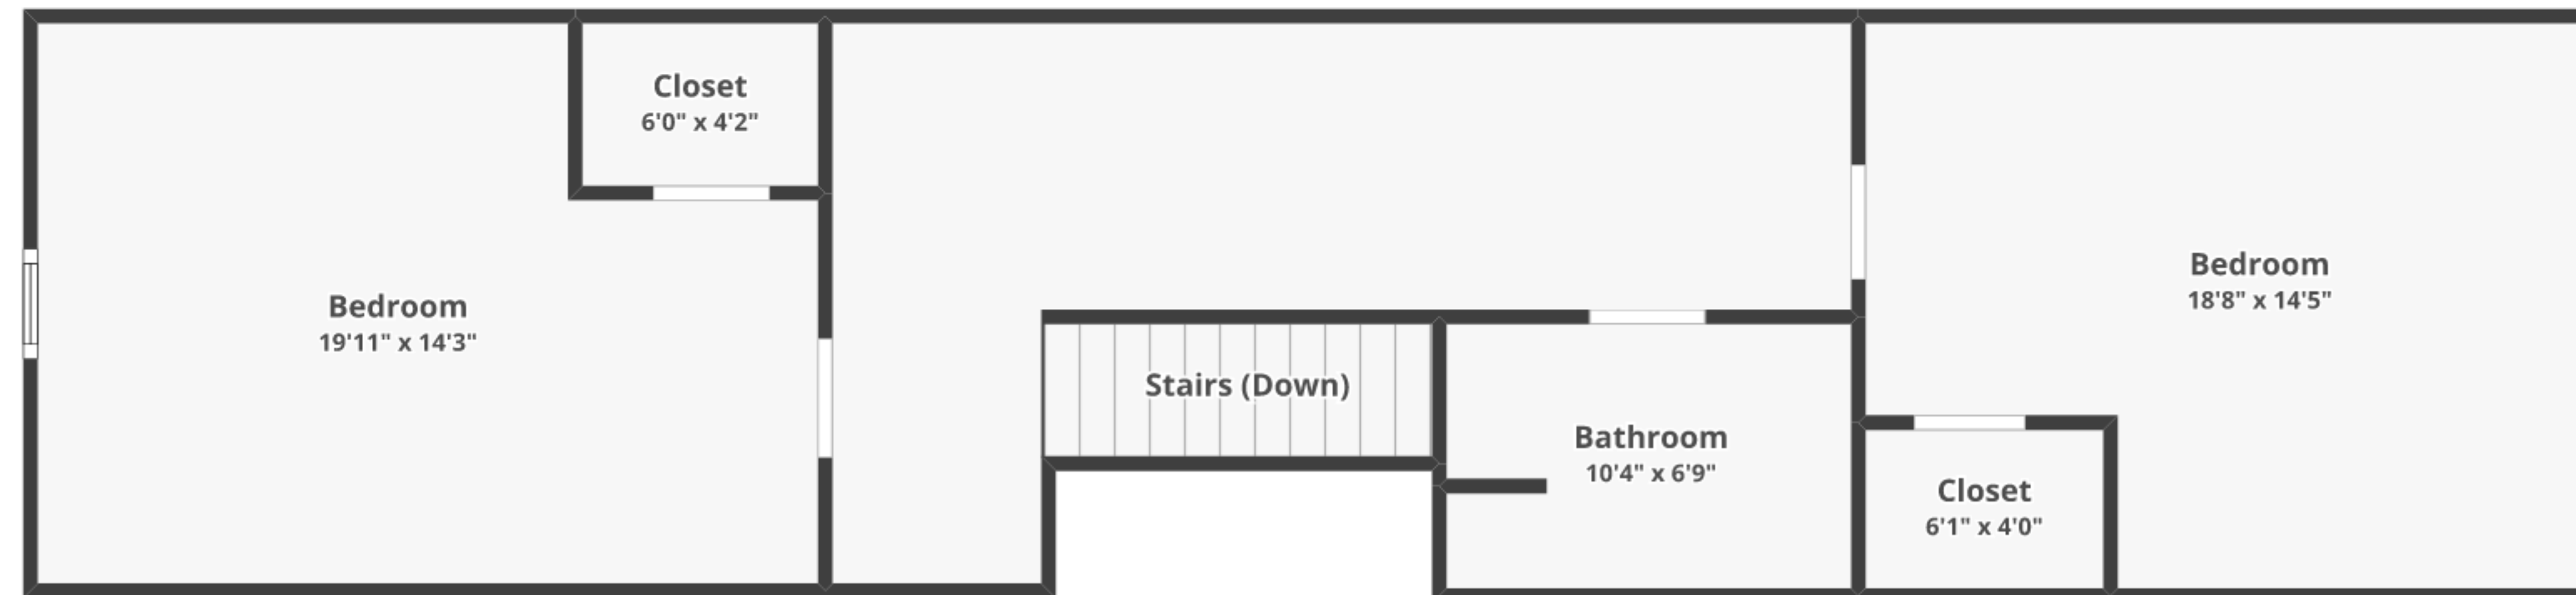 Closet
6'0" x 4'2"
Bedroom
19'11" x 14'3"
Stairs (Down)
Bathroom
10'4" x 6'9"
Bedroom
18'8" x 14'5"
Closet
6'1" x 4'0"